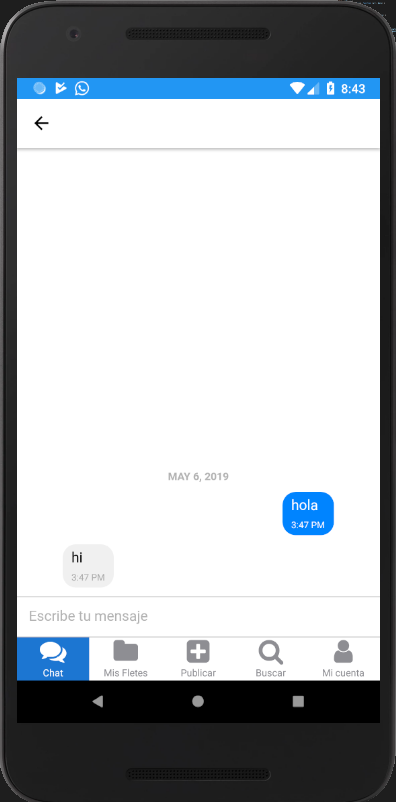 8:43
MAY 6, 2019
hola
3:47 PM
hi
3:47 PM
Escribe tu mensaje
Chat
Mis Fletes
Publicar
Buscar
Mi cuenta